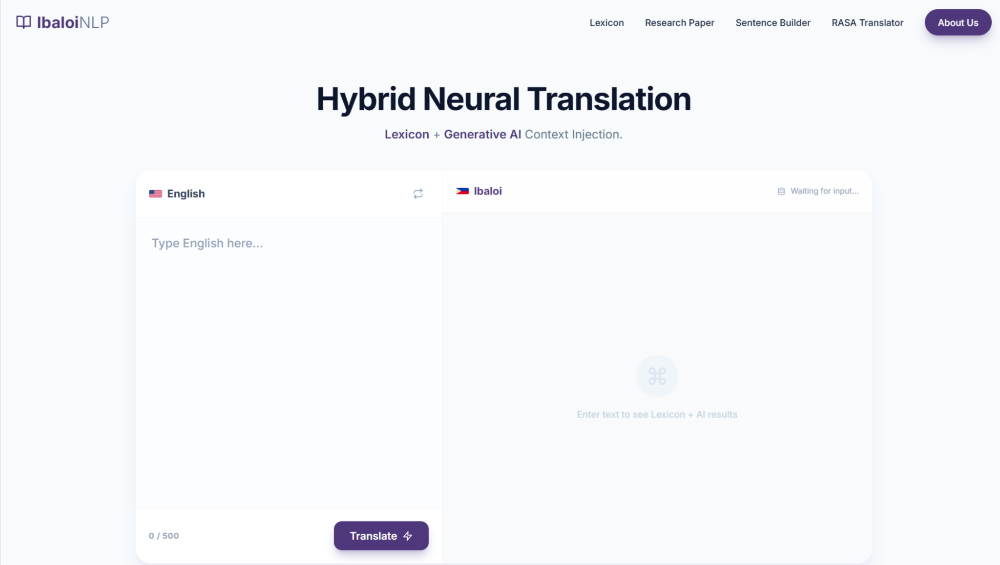 IbaloiNLP
Lexicon
Research Paper
Sentence Builder
RASA Translator
About Us
Hybrid Neural Translation
Lexicon + Generative AI Context Injection.
English
Type English here...
0 / 500
Translate
Ibaloi
Waiting for input...
Enter text to see Lexicon + AI results